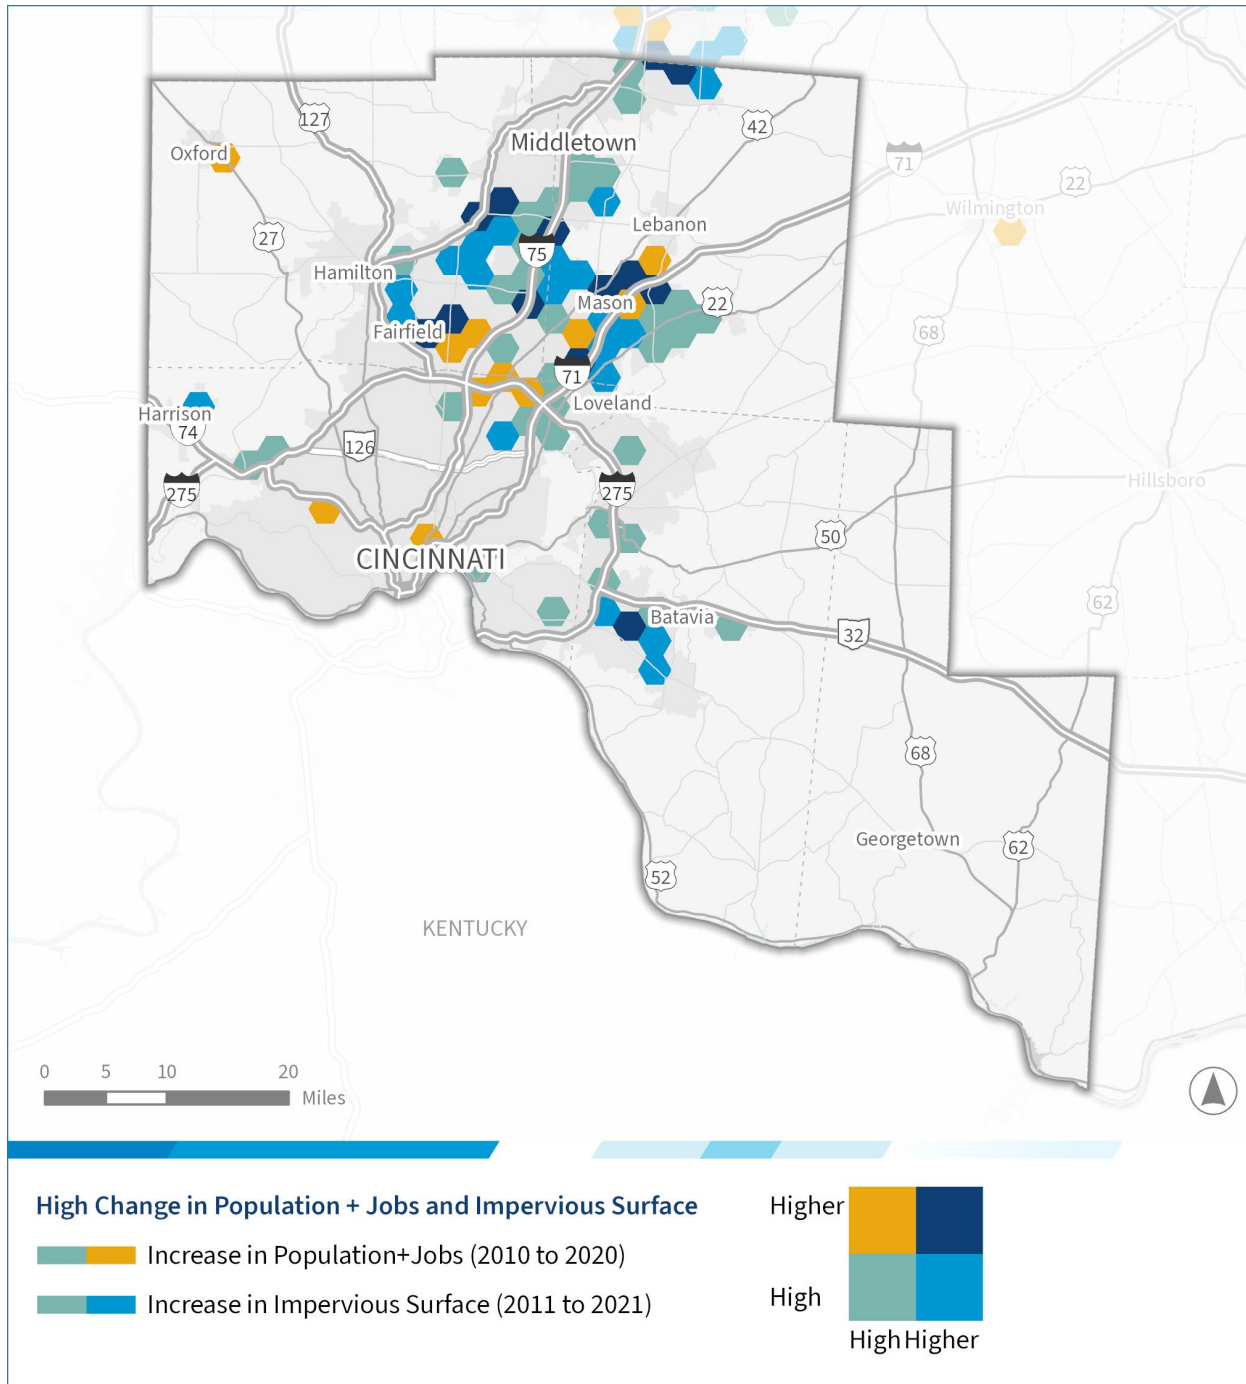 127
Middletown
42
Oxford
71
22
Wilmington
27
Lebanon
75
Hamilton
Mason
22
Fairfield
68
71
Loveland
Harrison
74
126
275
275
Hillsboro
50
CINCINNATI
62
Batavia
32
68
Georgetown
62
52
KENTUCKY
0 5 10 20
Miles
High Change in Population + Jobs and Impervious Surface
Increase in Population+Jobs (2010 to 2020)
Increase in Impervious Surface (2011 to 2021)
Higher
High
High Higher